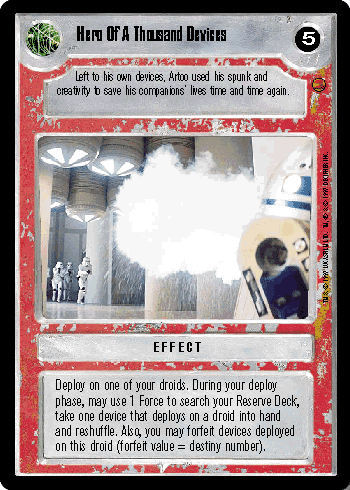 Hero Of A Thousand Devices
5
Left to his own devices, Artoo used his spunk and
creativity to save his companions' lives time and time again.
EFFECT
Deploy on one of your droids. During your deploy
phase, may use 1 Force to search your Reserve Deck,
take one device that deploys on a droid into hand
and reshuffle. Also, you may forfeit devices deployed
on this droid (forfeit value = destiny number).